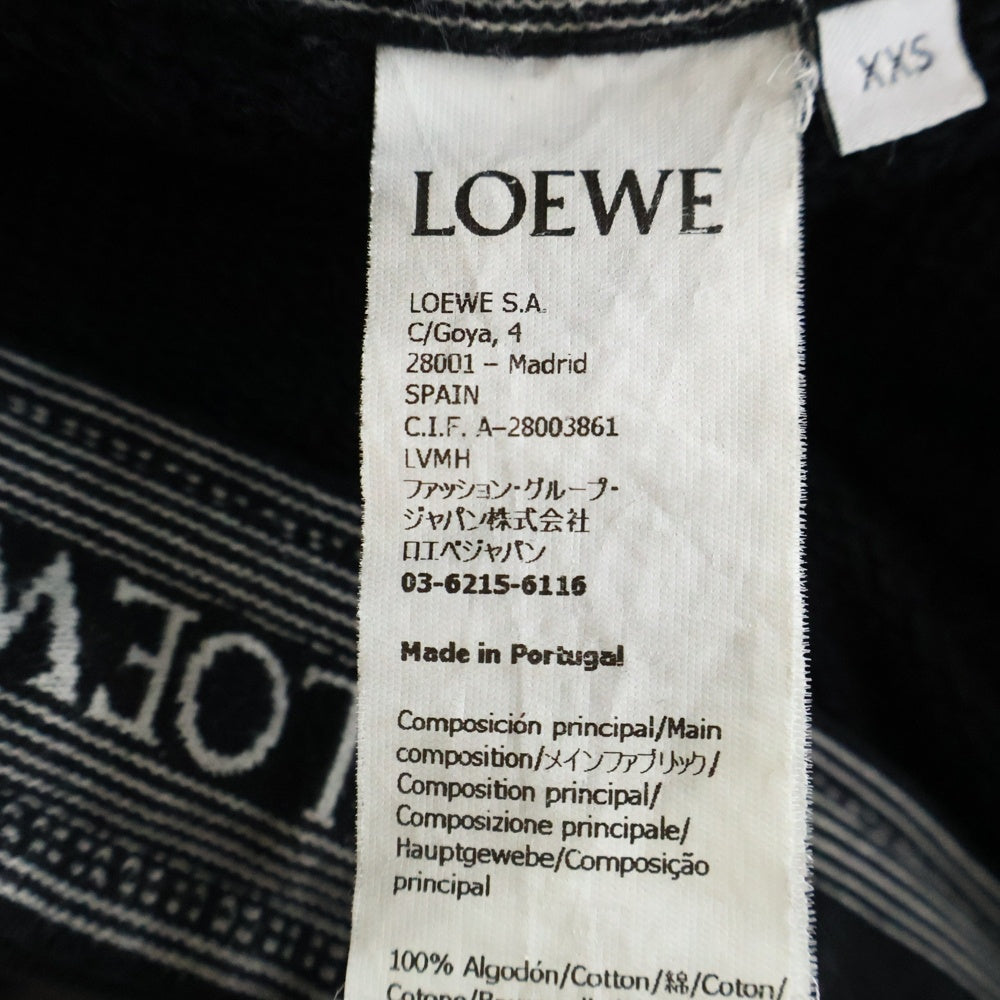 XXS
LOEWE
LOEWE S.A.
C/Goya, 4
28001 – Madrid
SPAIN
C.I.F. A–28003861
LVMH
ファッション・グループ・
ジャパン株式会社
ロエベジャパン
03-6215-6116
Made in Portugal
Composición principal/Main
composition/メインファブリック/
Composition principal/
Composizione principale/
Hauptgewebe/Composição
principal
100% Algodón/Cotton/綿/Coton/
LOEW